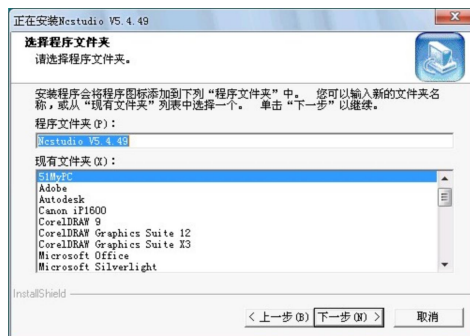 正在安装Ncstudio V5.4.49
选择程序文件夹
请选择程序文件夹。
安装程序会将程序图标添加到下列“程序文件夹”中。 您可以输入新的文件夹名
称，或从“现有文件夹”列表中选择一个。 单击“下一步”以继续。
程序文件夹(P)：
Ncstudio V5.4.49
现有文件夹(X)：
51MyPC
Adobe
Autodesk
Canon iP1600
CorelDRAW 9
CorelDRAW Graphics Suite 12
CorelDRAW Graphics Suite X3
Microsoft Office
Microsoft Silverlight
InstallShield
< 上一步(B) 下一步(N) > 取消